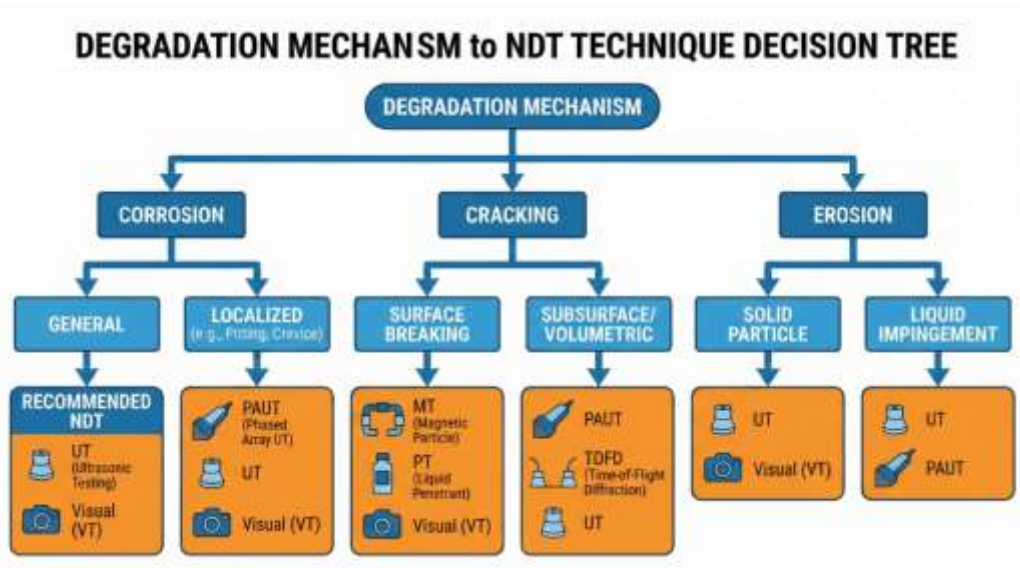 DEGRADATION MECHAN SM to NDT TECHNIQUE DECISION TREE
DEGRADATION MECHANISM
CORROSION
CRACKING
EROSION
GENERAL
LOCALIZED
(e.g., Pitting, Crevice)
SURFACE
BREAKING
SUBSURFACE/
VOLUMETRIC
SOLID
PARTICLE
LIQUID
IMPINGEMENT
RECOMMENDED
NDT
UT
(Ultrasonic
Testing)
Visual
(VT)
PAUT
(Phased
Array UT)
UT
Visual (VT)
MT
(Magnetic
Particle)
PT
(Liquid
Penetrant)
Visual (VT)
PAUT
TOFD
(Time-of-Flight
Diffraction)
UT
UT
Visual (VT)
UT
PAUT